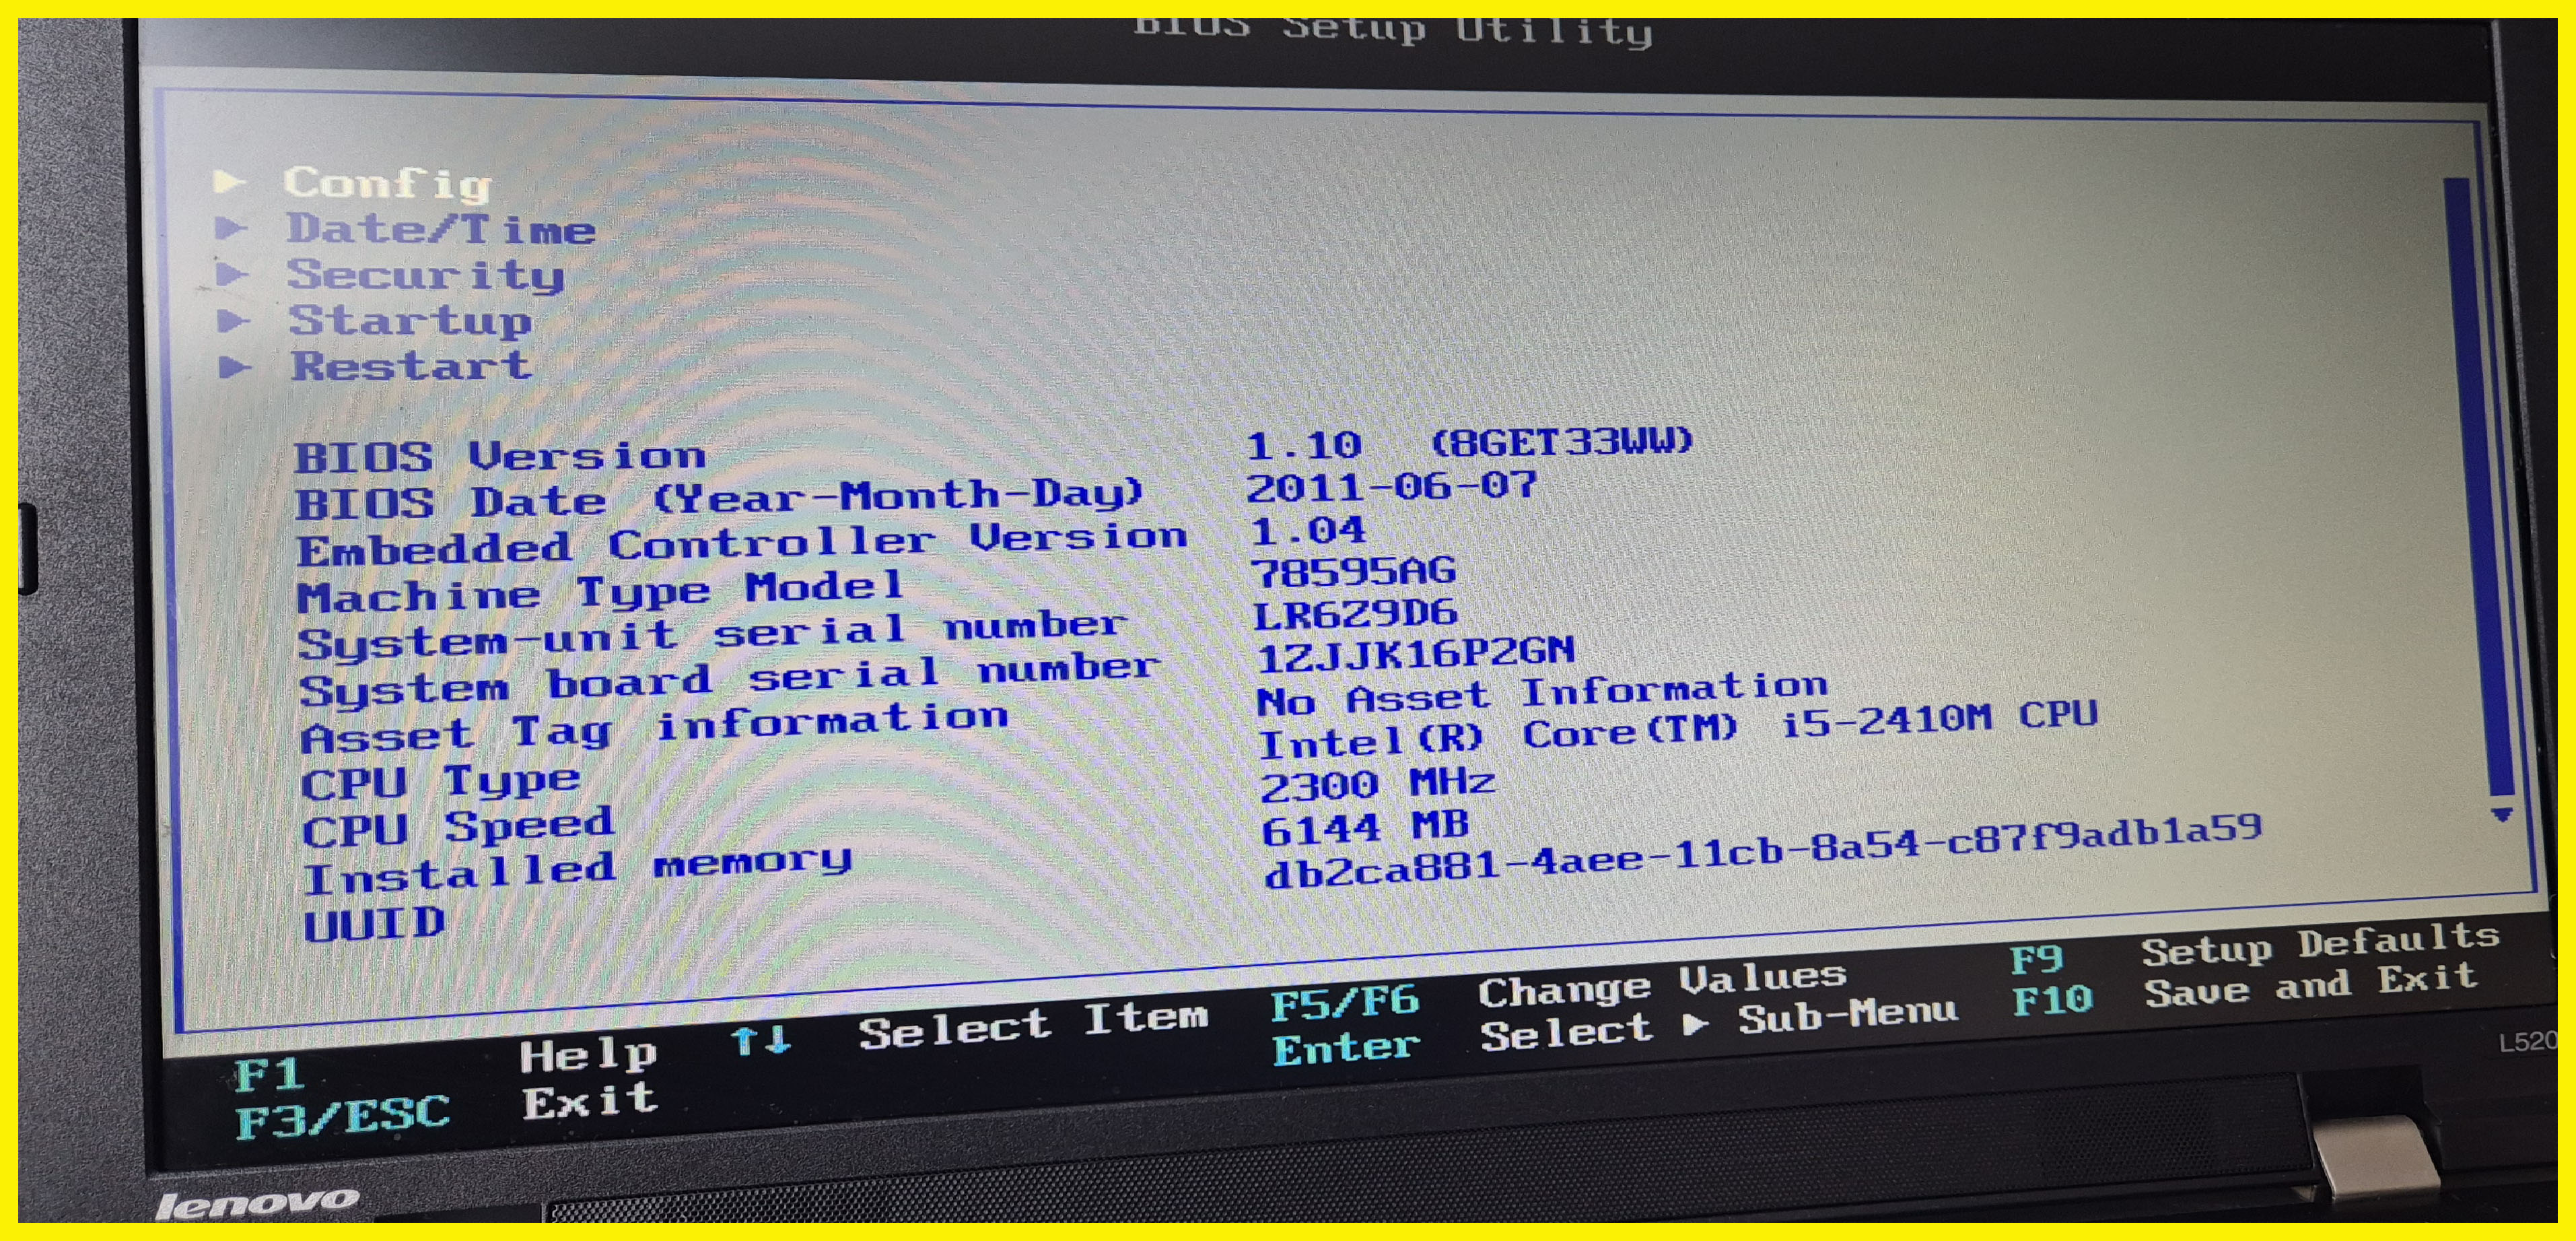 BIOS Setup Utility
Config
Date/Time
Security
Startup
Restart
BIOS Version 1.10 (8GET33WW)
BIOS Date (Year-Month-Day) 2011-06-07
Embedded Controller Version 1.04
Machine Type Model 78595AG
System-unit serial number LR6Z9D6
System board serial number 1ZJJK16P2GN
Asset Tag information No Asset Information
CPU Type Intel(R) Core(TM) i5-2410M CPU
CPU Speed 2300 MHz
Installed memory 6144 MB
UUID db2ca881-4aee-11cb-8a54-c87f9adb1a59
F1 Help ↑↓ Select Item F5/F6 Change Values F9 Setup Defaults
F3/ESC Exit Enter Select ▶ Sub-Menu F10 Save and Exit
L520
lenovo